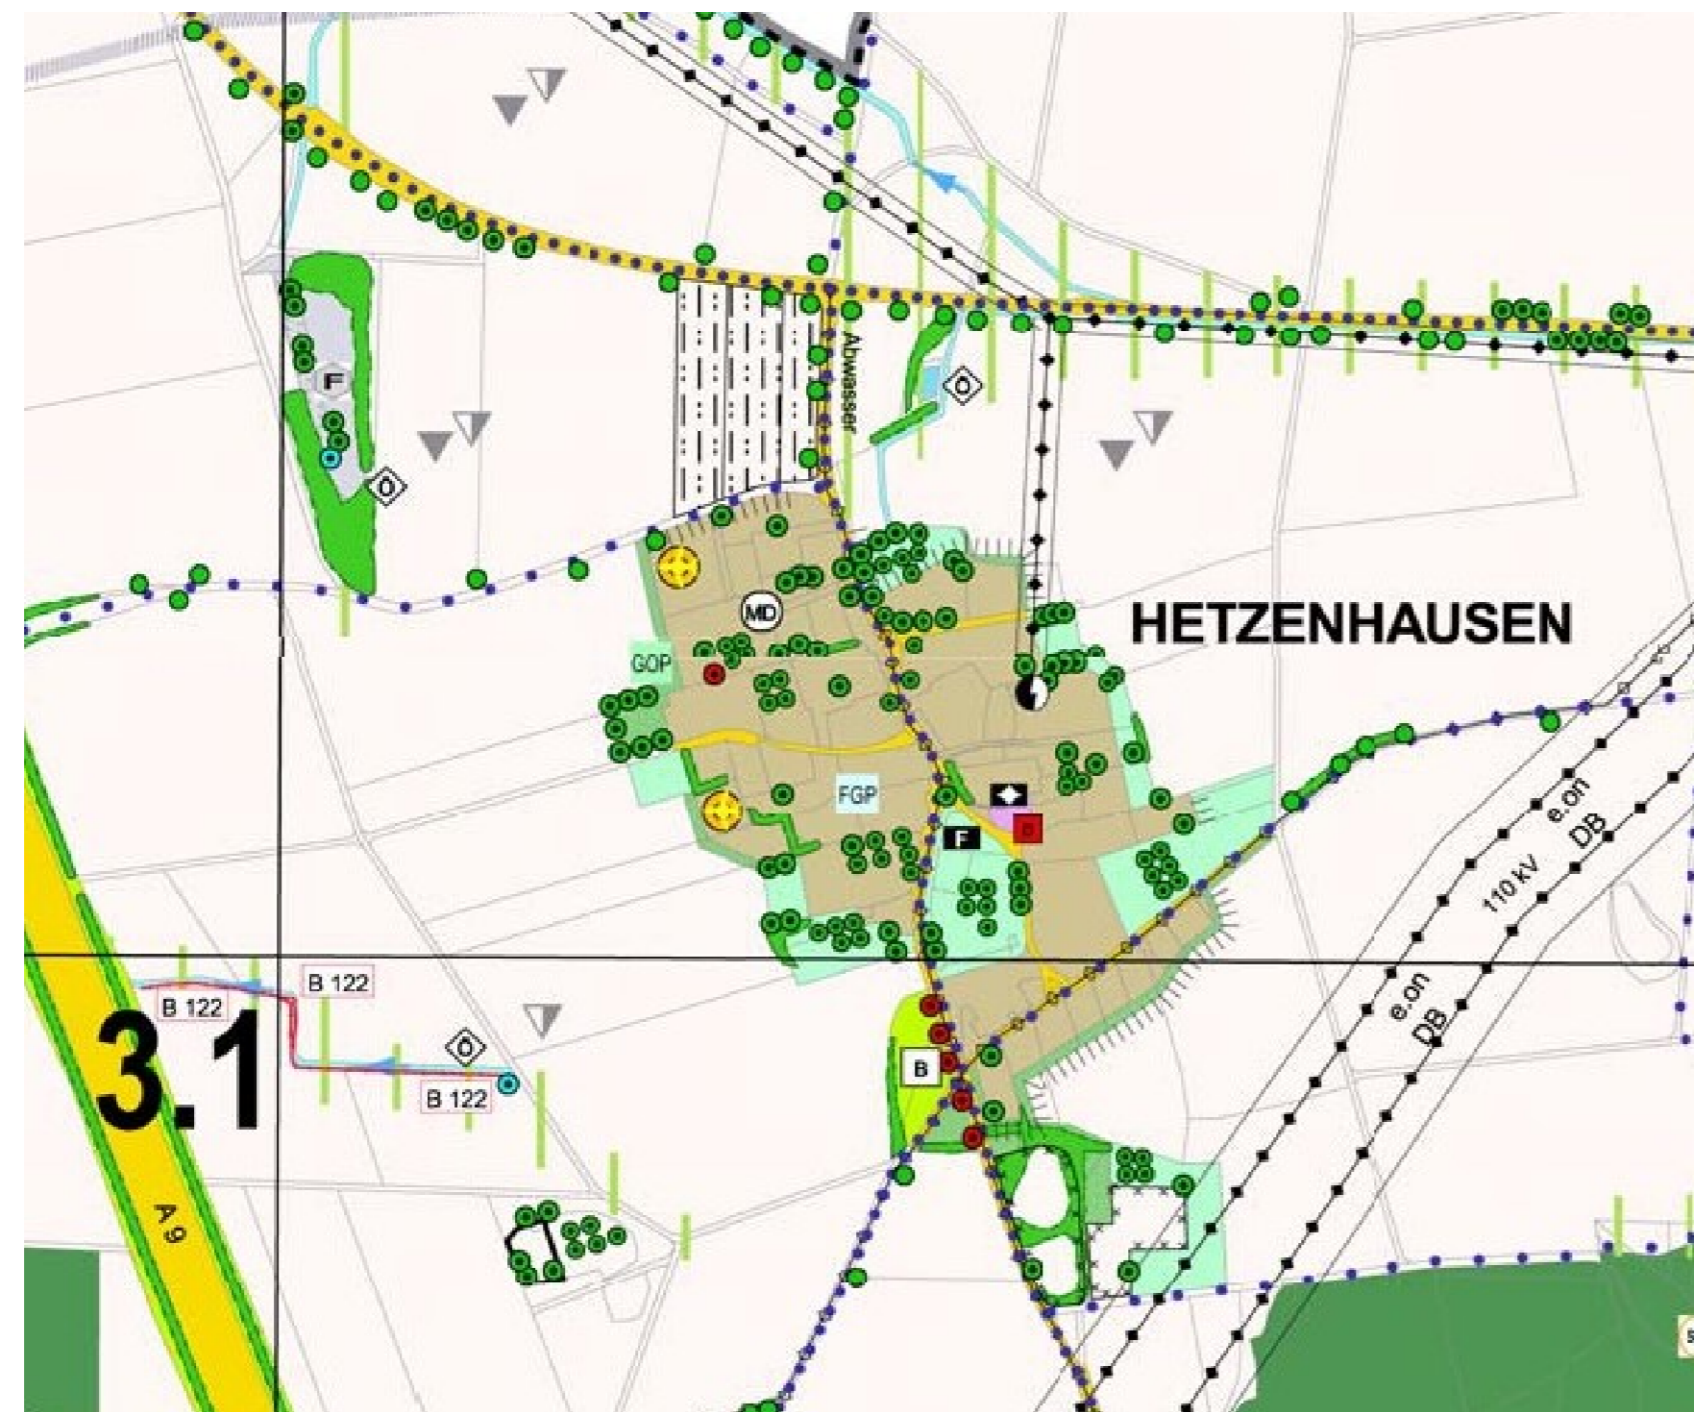 Abwasser
F
Ö
Ö
MD
HETZENHAUSEN
GOP
FGP
F
e.on
DB
110 kV
e.on
DB
B 122
B 122
3.1
Ö
B 122
B
A 9